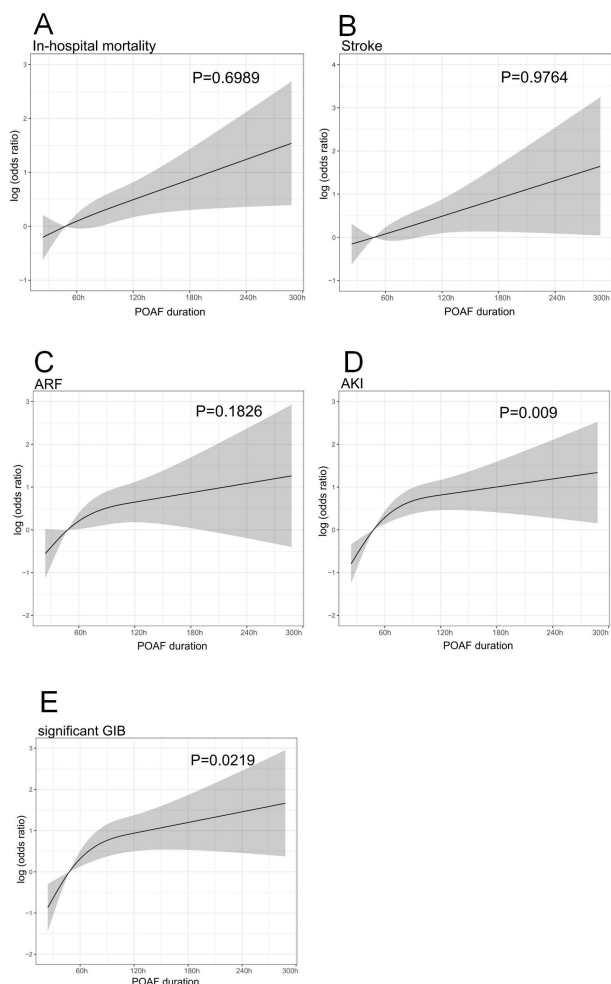 A
In-hospital mortality
P=0.6989
log (odds ratio)
3
2
1
0
−1
60h 120h 180h 240h 300h
POAF duration
B
Stroke
P=0.9764
log (odds ratio)
4
3
2
1
0
−1
60h 120h 180h 240h 300h
POAF duration
C
ARF
P=0.1826
log (odds ratio)
3
2
1
0
−1
−2
60h 120h 180h 240h 300h
POAF duration
D
AKI
P=0.009
log (odds ratio)
3
2
1
0
−1
−2
60h 120h 180h 240h 300h
POAF duration
E
significant GIB
P=0.0219
log (odds ratio)
3
2
1
0
−1
−2
60h 120h 180h 240h 300h
POAF duration